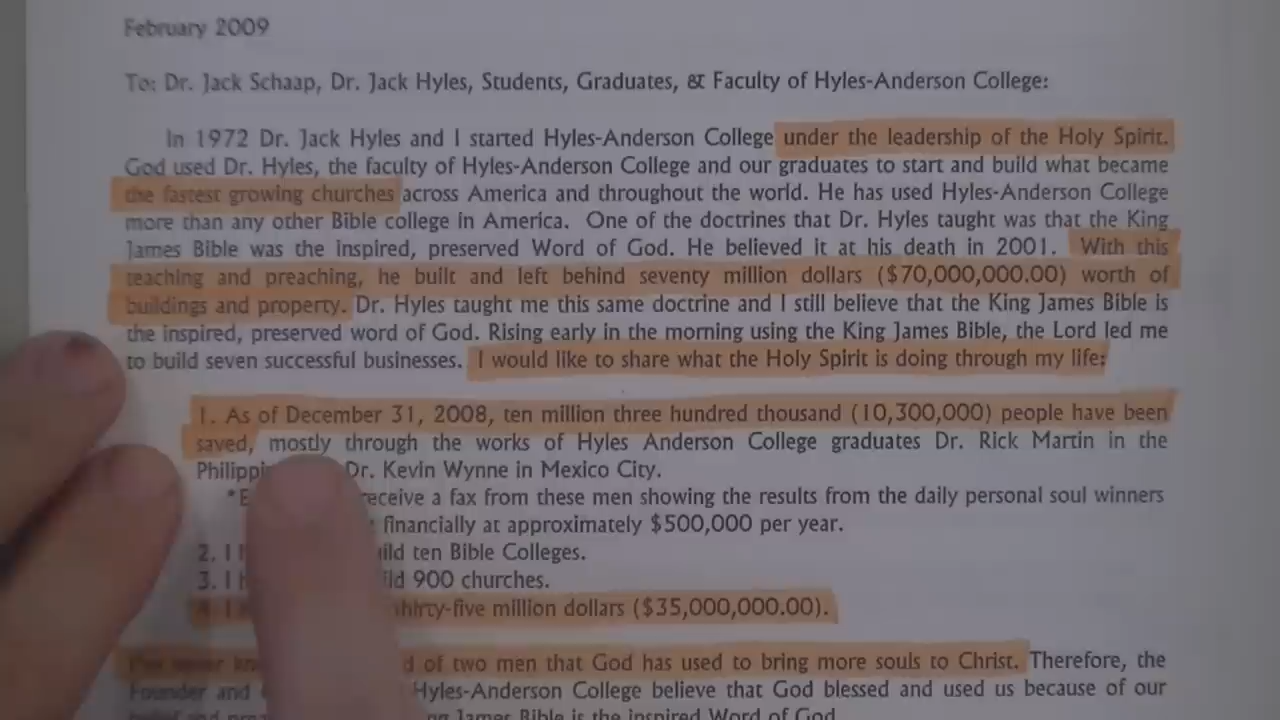 February 2009
To: Dr. Jack Schaap, Dr. Jack Hyles, Students, Graduates, & Faculty of Hyles-Anderson College:
In 1972 Dr. Jack Hyles and I started Hyles-Anderson College under the leadership of the Holy Spirit.
God used Dr. Hyles, the faculty of Hyles-Anderson College and our graduates to start and build what became
the fastest growing churches across America and throughout the world. He has used Hyles-Anderson College
more than any other Bible college in America. One of the doctrines that Dr. Hyles taught was that the King
James Bible was the inspired, preserved Word of God. He believed it at his death in 2001. With this
teaching and preaching, he built and left behind seventy million dollars ($70,000,000.00) worth of
buildings and property. Dr. Hyles taught me this same doctrine and I still believe that the King James Bible is
the inspired, preserved word of God. Rising early in the morning using the King James Bible, the Lord led me
to build seven successful businesses. I would like to share what the Holy Spirit is doing through my life:
1. As of December 31, 2008, ten million three hundred thousand (10,300,000) people have been
saved, mostly through the works of Hyles Anderson College graduates Dr. Rick Martin in the
Dr. Kevin Wynne in Mexico City.
receive a fax from these men showing the results from the daily personal soul winners
financially at approximately $500,000 per year.
2. I ten Bible Colleges.
3. I 900 churches.
thirty-five million dollars ($35,000,000.00).
of two men that God has used to bring more souls to Christ. Therefore, the
Founder and Hyles-Anderson College believe that God blessed and used us because of our
James Bible is the inspired Word of God.